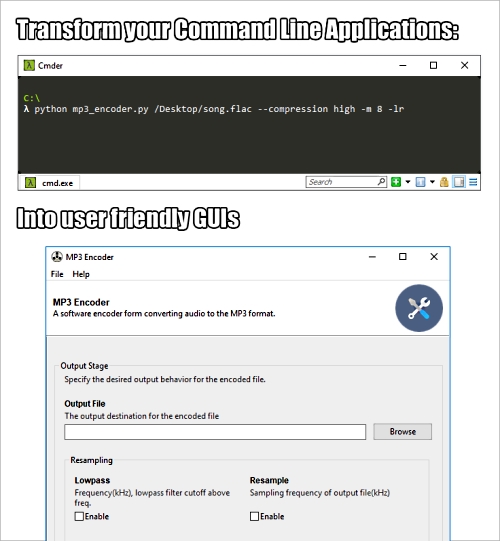 Transform your Command Line Applications:
Cmder
C:\
λ python mp3_encoder.py /Desktop/song.flac --compression high -m 8 -lr
cmd.exe
Search
Into user friendly GUIs
MP3 Encoder
File Help
MP3 Encoder
A software encoder form converting audio to the MP3 format.
Output Stage
Specify the desired output behavior for the encoded file.
Output File
The output destination for the encoded file
Browse
Resampling
Lowpass Resample
Frequency(kHz), lowpass filter cutoff above Sampling frequency of output file(kHz)
freq.
Enable Enable